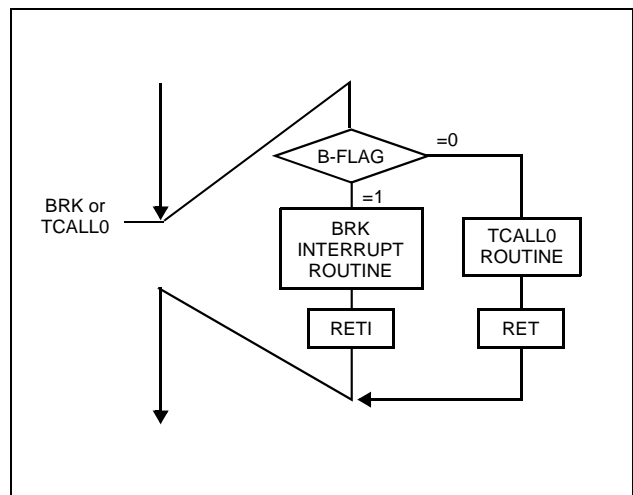 B-FLAG
=0
=1
BRK or
TCALL0
BRK
INTERRUPT
ROUTINE
TCALL0
ROUTINE
RETI
RET